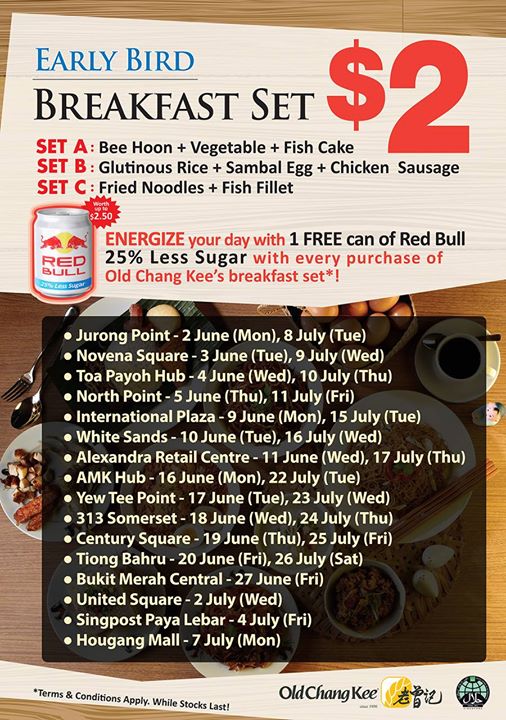 EARLY BIRD
BREAKFAST SET $2
SET A: Bee Hoon + Vegetable + Fish Cake
SET B: Glutinous Rice + Sambal Egg + Chicken Sausage
SET C: Fried Noodles + Fish Fillet
Worth
up to
$2.50
RED
BULL
25% Less Sugar
ENERGIZE your day with 1 FREE can of Red Bull
25% Less Sugar with every purchase of
Old Chang Kee's breakfast set*!
● Jurong Point - 2 June (Mon), 8 July (Tue)
● Novena Square - 3 June (Tue), 9 July (Wed)
● Toa Payoh Hub - 4 June (Wed), 10 July (Thu)
● North Point - 5 June (Thu), 11 July (Fri)
● International Plaza - 9 June (Mon), 15 July (Tue)
● White Sands - 10 June (Tue), 16 July (Wed)
● Alexandra Retail Centre - 11 June (Wed), 17 July (Thu)
● AMK Hub - 16 June (Mon), 22 July (Tue)
● Yew Tee Point - 17 June (Tue), 23 July (Wed)
● 313 Somerset - 18 June (Wed), 24 July (Thu)
● Century Square - 19 June (Thu), 25 July (Fri)
● Tiong Bahru - 20 June (Fri), 26 July (Sat)
● Bukit Merah Central - 27 June (Fri)
● United Square - 2 July (Wed)
● Singpost Paya Lebar - 4 July (Fri)
● Hougang Mall - 7 July (Mon)
*Terms & Conditions Apply. While Stocks Last!
Old Chang Kee 老曾记
since 1956